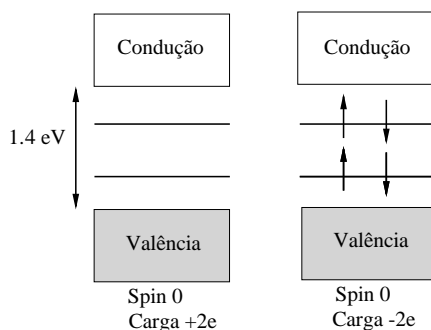 Condução
Condução
1.4 eV
Valência
Valência
Spin 0
Carga +2e
Spin 0
Carga -2e